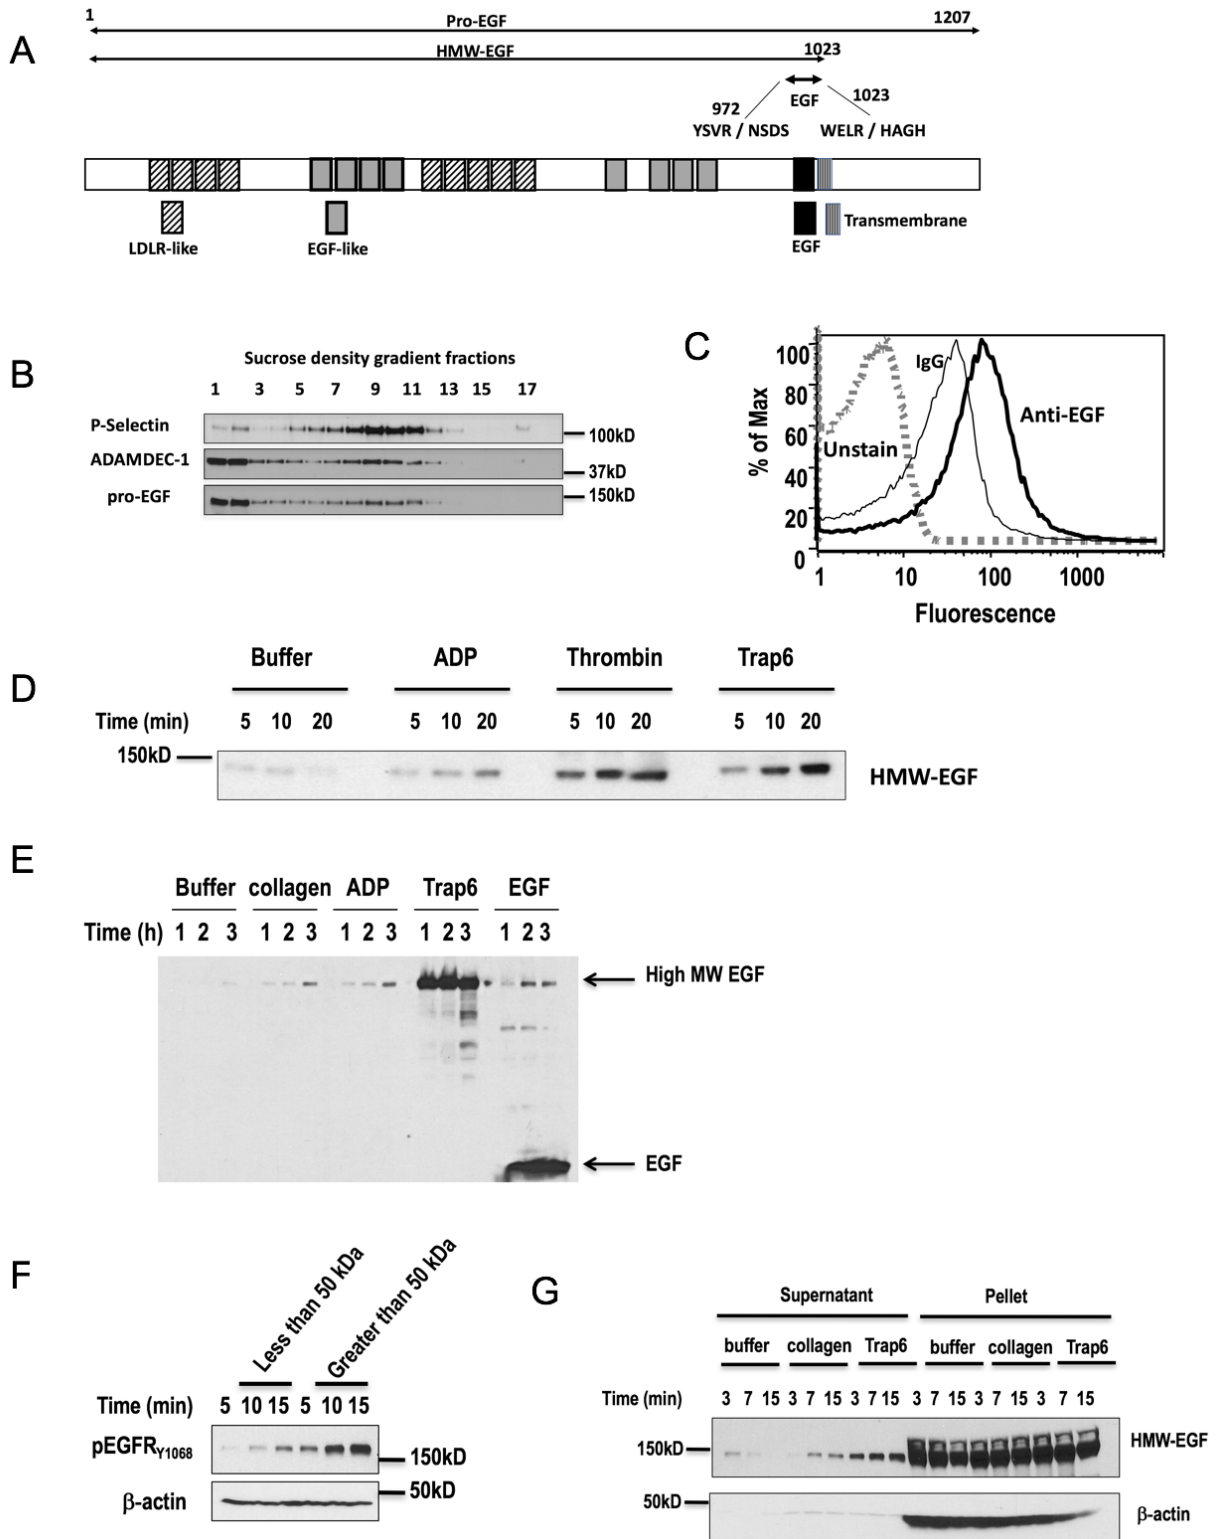 A
1 Pro-EGF 1207
HMW-EGF 1023
EGF
972 1023
YSVR / NSDS WELR / HAGH
LDLR-like EGF-like EGF Transmembrane
B
Sucrose density gradient fractions
1 3 5 7 9 11 13 15 17
P-Selectin 100kD
ADAMDEC-1 37kD
pro-EGF 150kD
C
100
80
60
40
20
0
% of Max
IgG
Anti-EGF
Unstain
1 10 100 1000
Fluorescence
D
Buffer ADP Thrombin Trap6
Time (min) 5 10 20 5 10 20 5 10 20 5 10 20
150kD
HMW-EGF
E
Buffer collagen ADP Trap6 EGF
Time (h) 1 2 3 1 2 3 1 2 3 1 2 3 1 2 3
High MW EGF
EGF
F
Less than 50 kDa
Greater than 50 kDa
Time (min) 5 10 15 5 10 15
pEGFRY1068 150kD
β-actin 50kD
G
Supernatant Pellet
buffer collagen Trap6 buffer collagen Trap6
Time (min) 3 7 15 3 7 15 3 7 15 3 7 15 3 7 15 3 7 15
150kD HMW-EGF
50kD β-actin